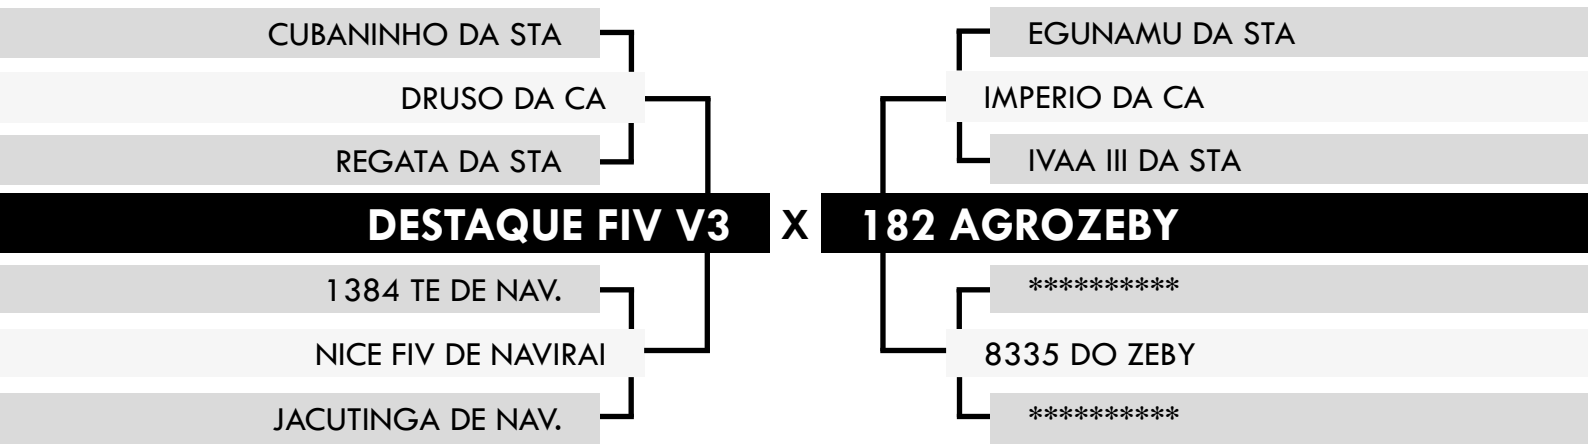 CUBANINHO DA STA
EGUNAMU DA STA
DRUSO DA CA
IMPERIO DA CA
REGATA DA STA
IVAA III DA STA
DESTAQUE FIV V3 X 182 AGROZEBY
1384 TE DE NAV.
**********
NICE FIV DE NAVIRAI
8335 DO ZEBY
JACUTINGA DE NAV.
**********